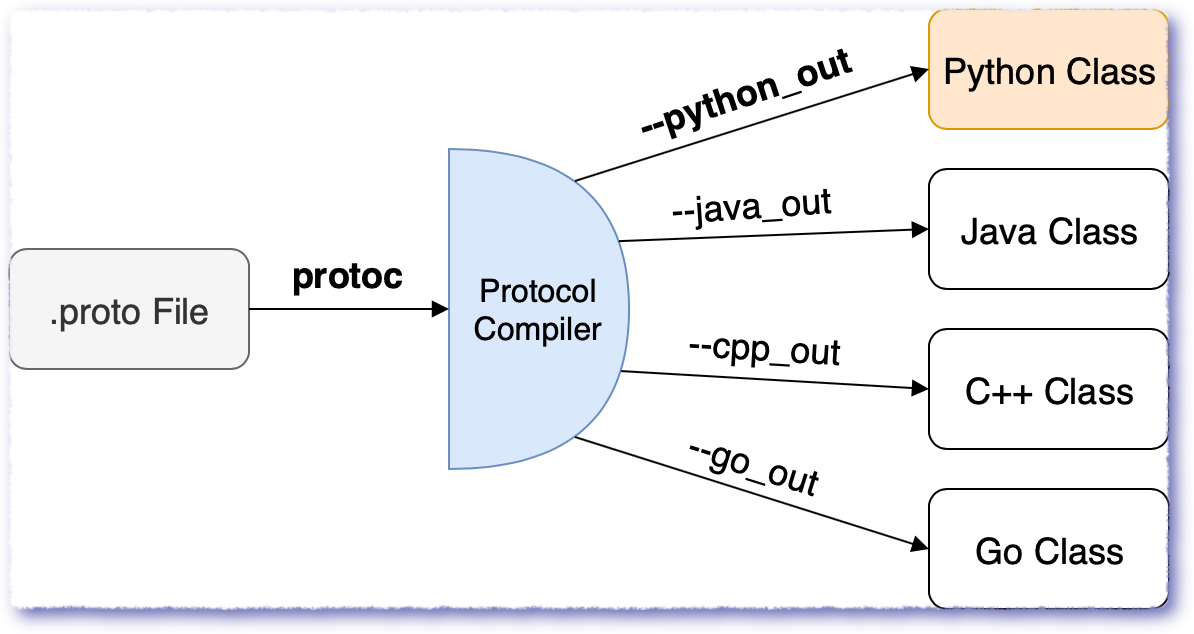 --python_out
Python Class
--java_out
Java Class
.proto File
protoc
Protocol
Compiler
--cpp_out
C++ Class
--go_out
Go Class